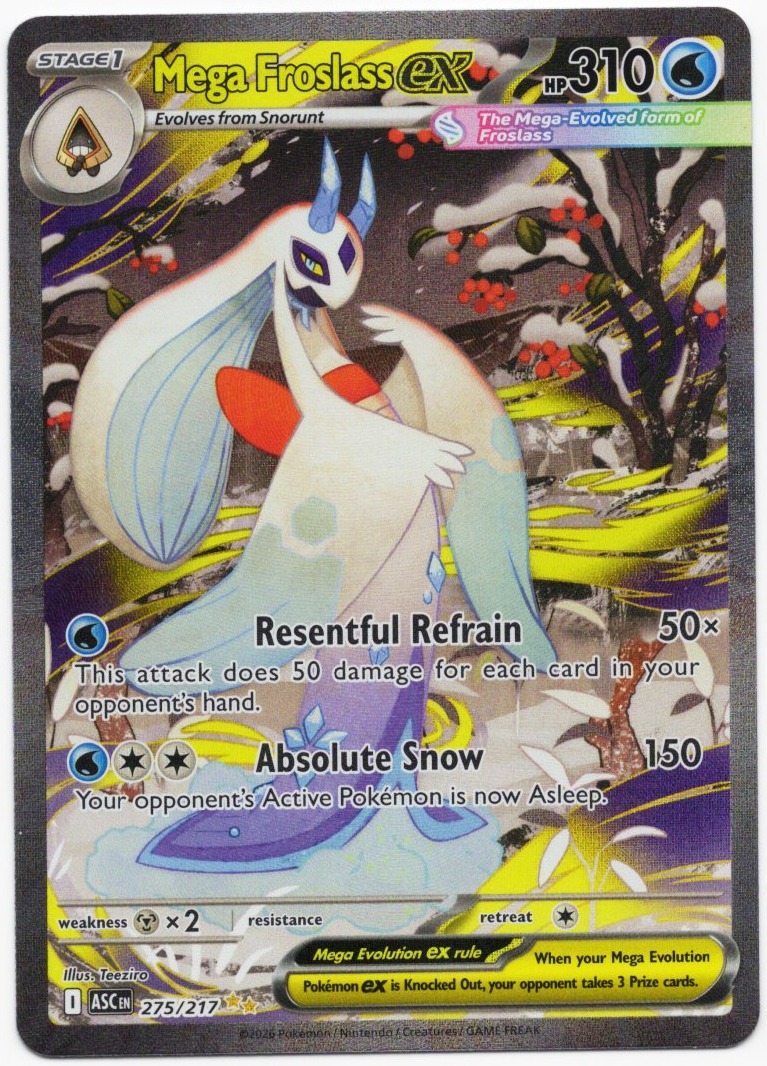 STAGE 1
Mega Froslass ex
HP 310
Evolves from Snorunt
The Mega-Evolved form of
Froslass
Resentful Refrain 50×
This attack does 50 damage for each card in your
opponent's hand.
Absolute Snow 150
Your opponent's Active Pokémon is now Asleep.
weakness ×2 resistance retreat
Mega Evolution ex rule
When your Mega Evolution
Pokémon ex is Knocked Out, your opponent takes 3 Prize cards.
Illus. Teeziro
I ASC EN 275/217
©2026 Pokémon / Nintendo / Creatures / GAME FREAK